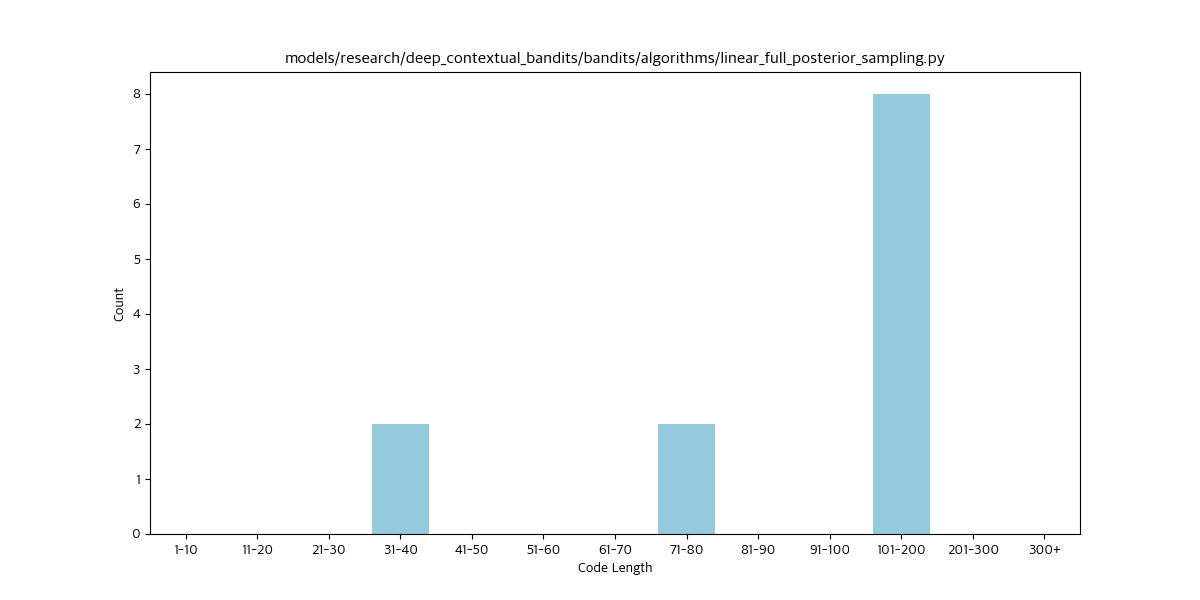 models/research/deep_contextual_bandits/bandits/algorithms/linear_full_posterior_sampling.py
8
7
6
5
4
3
2
1
0
Count
1-10 11-20 21-30 31-40 41-50 51-60 61-70 71-80 81-90 91-100 101-200 201-300 300+
Code Length